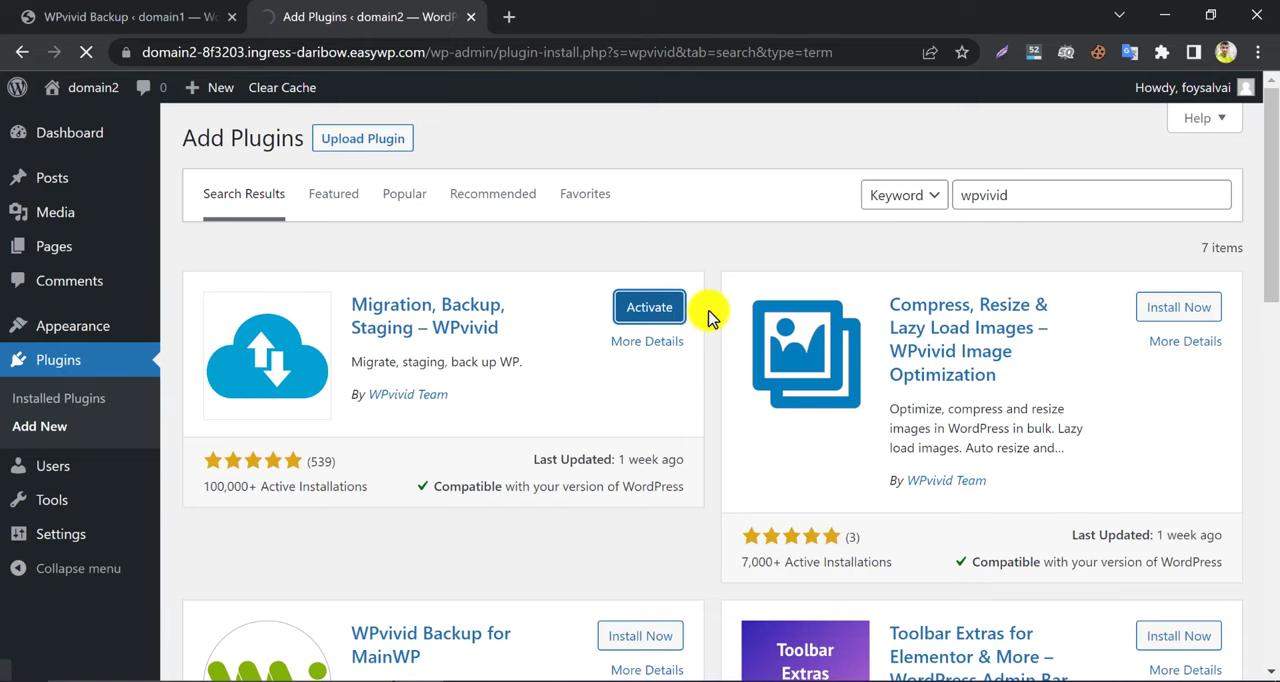 WPvivid Backup ‹ domain1 — Wo
Add Plugins ‹ domain2 — WordP
domain2-8f3203.ingress-daribow.easywp.com/wp-admin/plugin-install.php?s=wpvivid&tab=search&type=term
52
domain2
0
New
Clear Cache
Howdy, foysalvai
Dashboard
Posts
Media
Pages
Comments
Appearance
Plugins
Installed Plugins
Add New
Users
Tools
Settings
Collapse menu
Add Plugins
Upload Plugin
Help
Search Results
Featured
Popular
Recommended
Favorites
Keyword
wpvivid
7 items
Migration, Backup,
Staging – WPvivid
Activate
More Details
Migrate, staging, back up WP.
By WPvivid Team
(539)
100,000+ Active Installations
Last Updated: 1 week ago
Compatible with your version of WordPress
Compress, Resize &
Lazy Load Images –
WPvivid Image
Optimization
Install Now
More Details
Optimize, compress and resize
images in WordPress in bulk. Lazy
load images. Auto resize and...
By WPvivid Team
(3)
7,000+ Active Installations
Last Updated: 1 week ago
Compatible with your version of WordPress
WPvivid Backup for
MainWP
Install Now
More Details
Toolbar
Extras
Toolbar Extras for
Elementor & More –
WordPress Admin Bar
Install Now
More Details